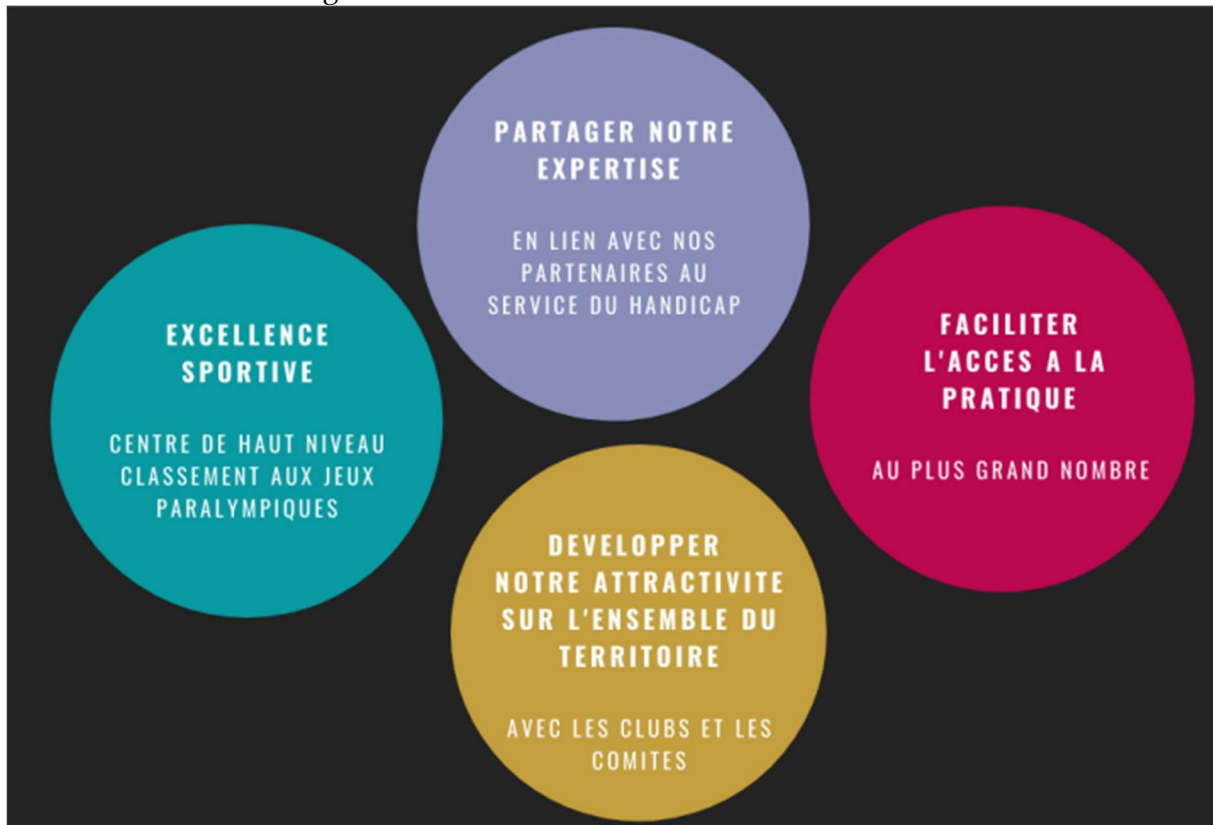 PARTAGER NOTRE
EXPERTISE
EN LIEN AVEC NOS
PARTENAIRES AU
SERVICE DU HANDICAP
EXCELLENCE
SPORTIVE
CENTRE DE HAUT NIVEAU
CLASSEMENT AUX JEUX
PARALYMPIQUES
FACILITER
L'ACCES A LA
PRATIQUE
AU PLUS GRAND NOMBRE
DEVELOPPER
NOTRE ATTRACTIVITE
SUR L'ENSEMBLE DU
TERRITOIRE
AVEC LES CLUBS ET LES
COMITES